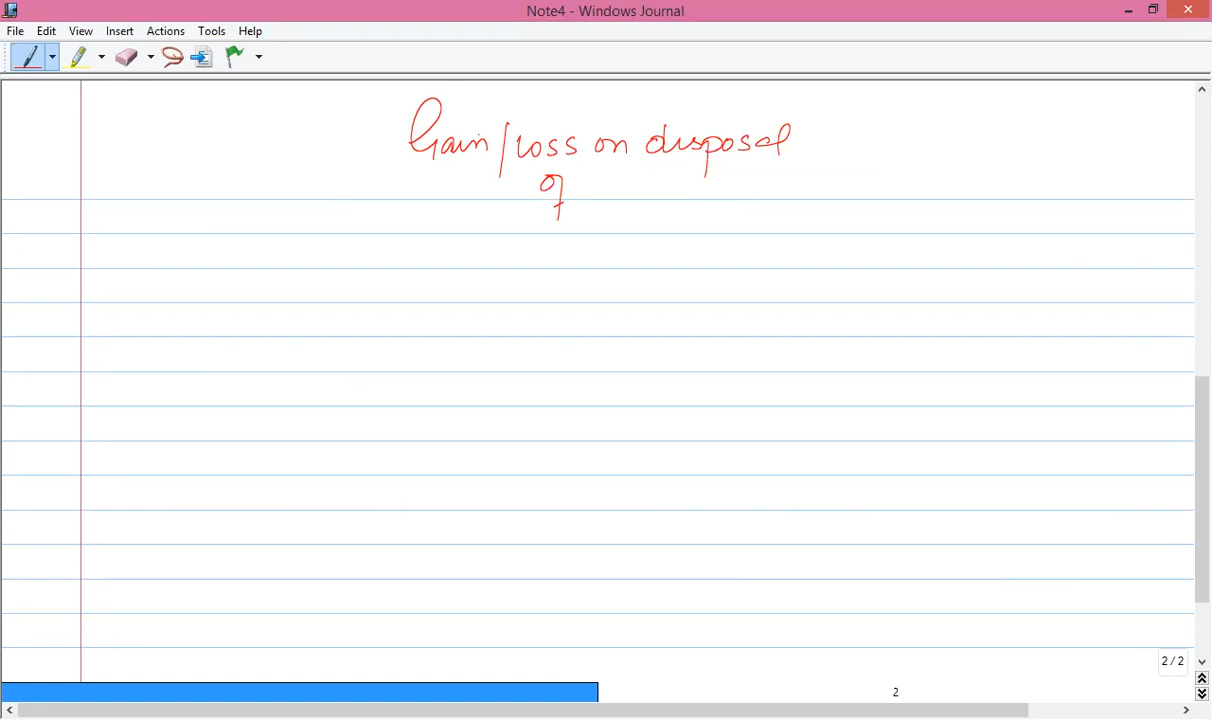 Note4 - Windows Journal
File Edit View Insert Actions Tools Help
Gain/loss on disposal
of
2 / 2
2